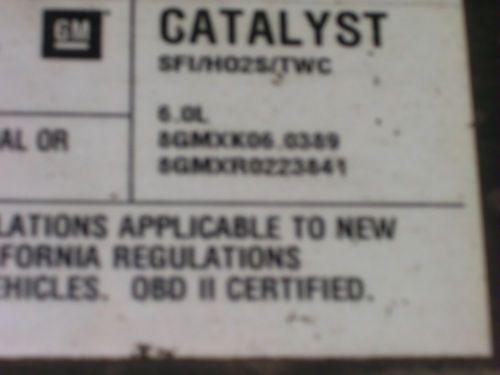 GM
CATALYST
SFI/HO2S/TWC
6.0L
8GMXK06.0389
AL OR
8GMXR0223841
LATIONS APPLICABLE TO NEW
IFORNIA REGULATIONS
EHICLES. OBD II CERTIFIED.